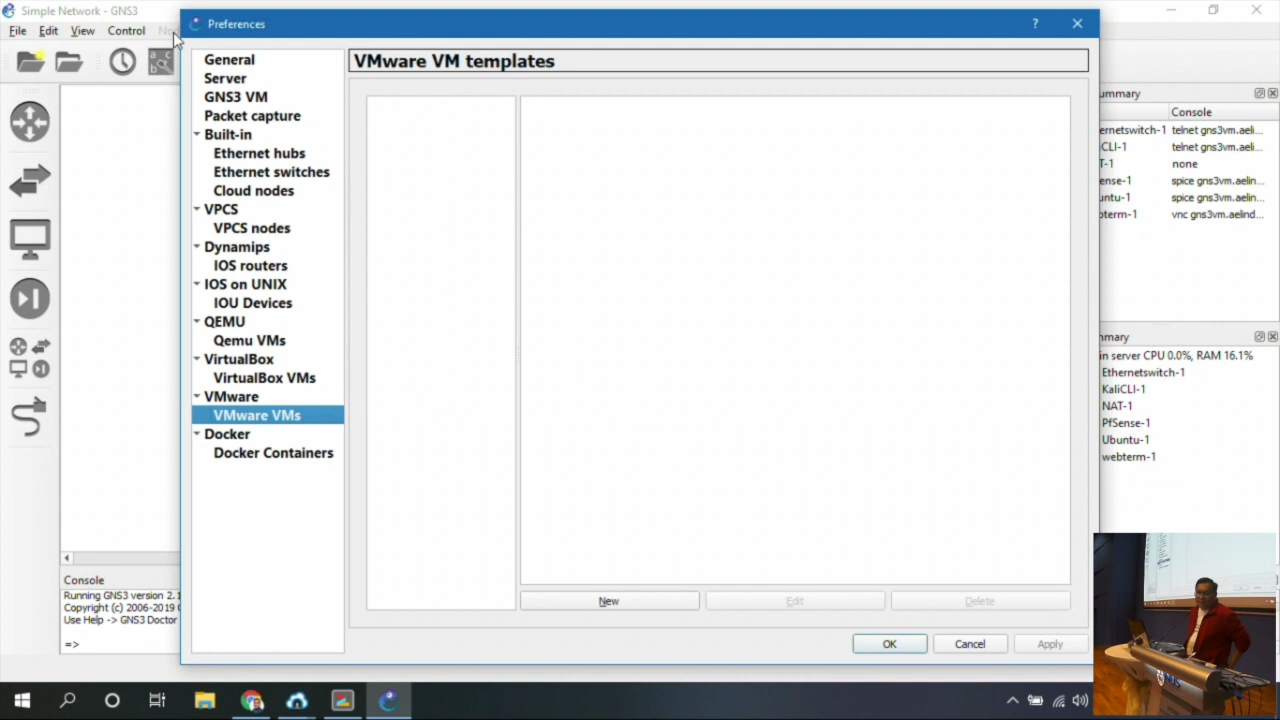 Simple Network - GNS3
Preferences
?
File Edit View Control No
General
Server
GNS3 VM
Packet capture
Built-in
Ethernet hubs
Ethernet switches
Cloud nodes
VPCS
VPCS nodes
Dynamips
IOS routers
IOS on UNIX
IOU Devices
QEMU
Qemu VMs
VirtualBox
VirtualBox VMs
VMware
VMware VMs
Docker
Docker Containers
VMware VM templates
New Edit Delete
OK Cancel Apply
ummary
Console
ernetswitch-1 telnet gns3vm.aeli...
iCLI-1 telnet gns3vm.aeli...
T-1 none
ense-1 spice gns3vm.aelin...
untu-1 spice gns3vm.aelin...
oterm-1 vnc gns3vm.aelind...
nmary
in server CPU 0.0%, RAM 16.1%
Ethernetswitch-1
KaliCLI-1
NAT-1
PfSense-1
Ubuntu-1
webterm-1
Console
Running GNS3 version 2.1
Copyright (c) 2006-2019 G
Use Help -> GNS3 Doctor
=>